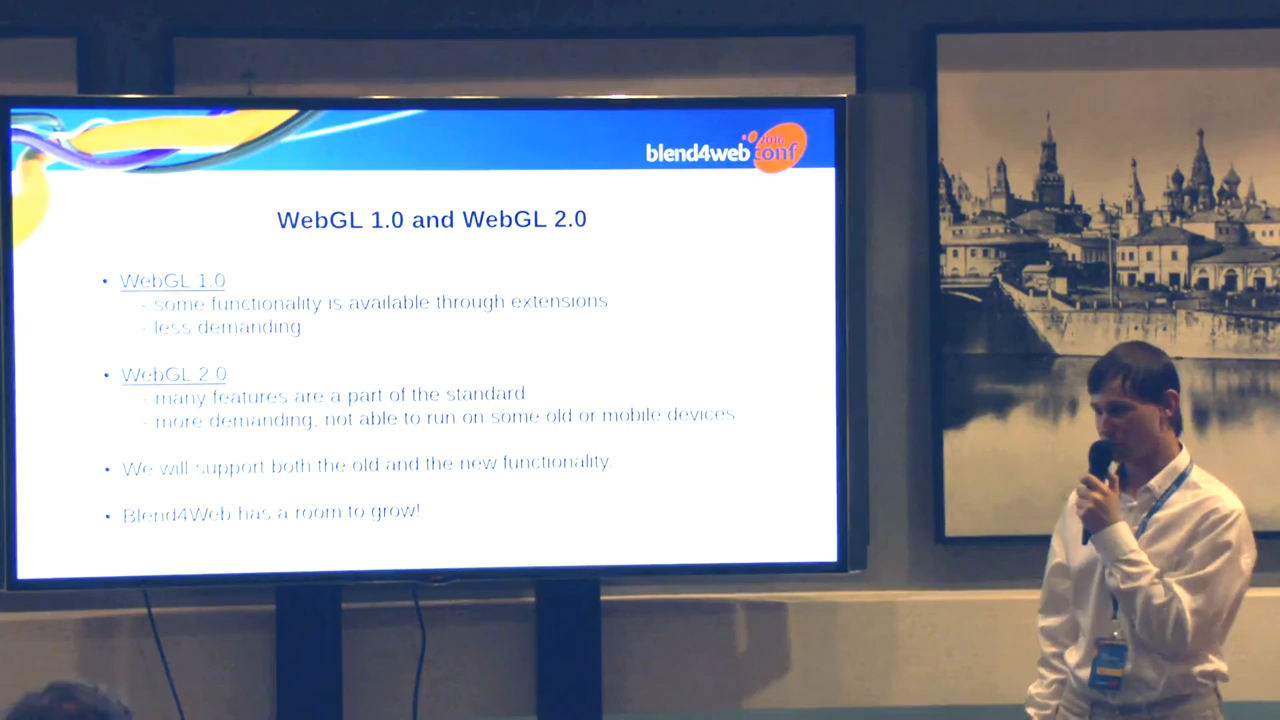 blend4web conf 2016
WebGL 1.0 and WebGL 2.0
• WebGL 1.0
- some functionality is available through extensions
- less demanding
• WebGL 2.0
- many features are a part of the standard
- more demanding, not able to run on some old or mobile devices
• We will support both the old and the new functionality.
• Blend4Web has a room to grow!